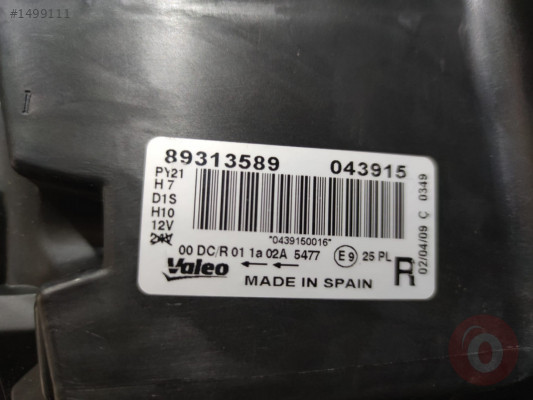 #1499111
89313589 043915
PY21
H7
D1S
H10
12V
24V
*0439150016*
00 DC/R 01 1a 02A 5477 E9 25 PL
Valeo
MADE IN SPAIN
R
02/04/09 C 0349